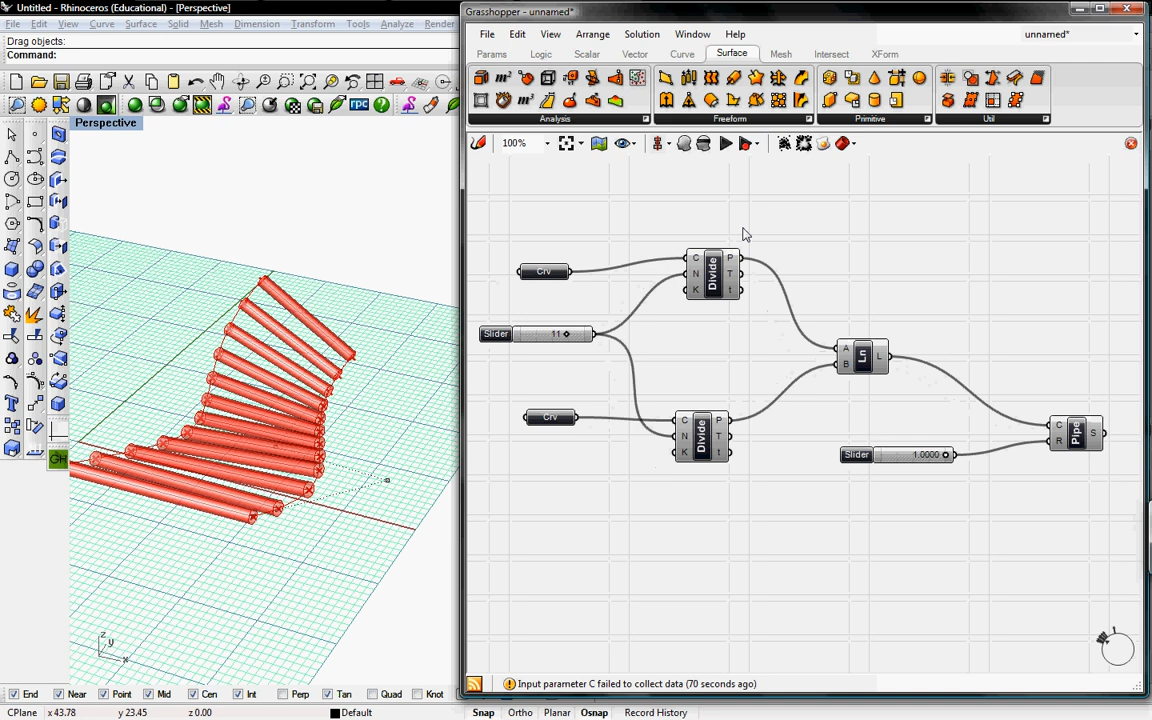 Untitled - Rhinoceros (Educational) - [Perspective]
File Edit View Curve Surface Solid Mesh Dimension Transform Tools Analyze Render
Drag objects:
Command:
rpc
Perspective
GH
z
y
x
End Near Point Mid Cen Int Perp Tan Quad Knot
CPlane x 43.78 y 23.45 z 0.00 Default Snap Ortho Planar Osnap Record History
Grasshopper - unnamed*
File Edit View Arrange Solution Window Help unnamed*
Params Logic Scalar Vector Curve Surface Mesh Intersect XForm
Analysis Freeform Primitive Util
100%
Crv
C N K Divide P T t
Slider 11
A B Ln L
Crv
C N K Divide P T t
Slider 1.0000
C R Pipe S
Input parameter C failed to collect data (70 seconds ago)